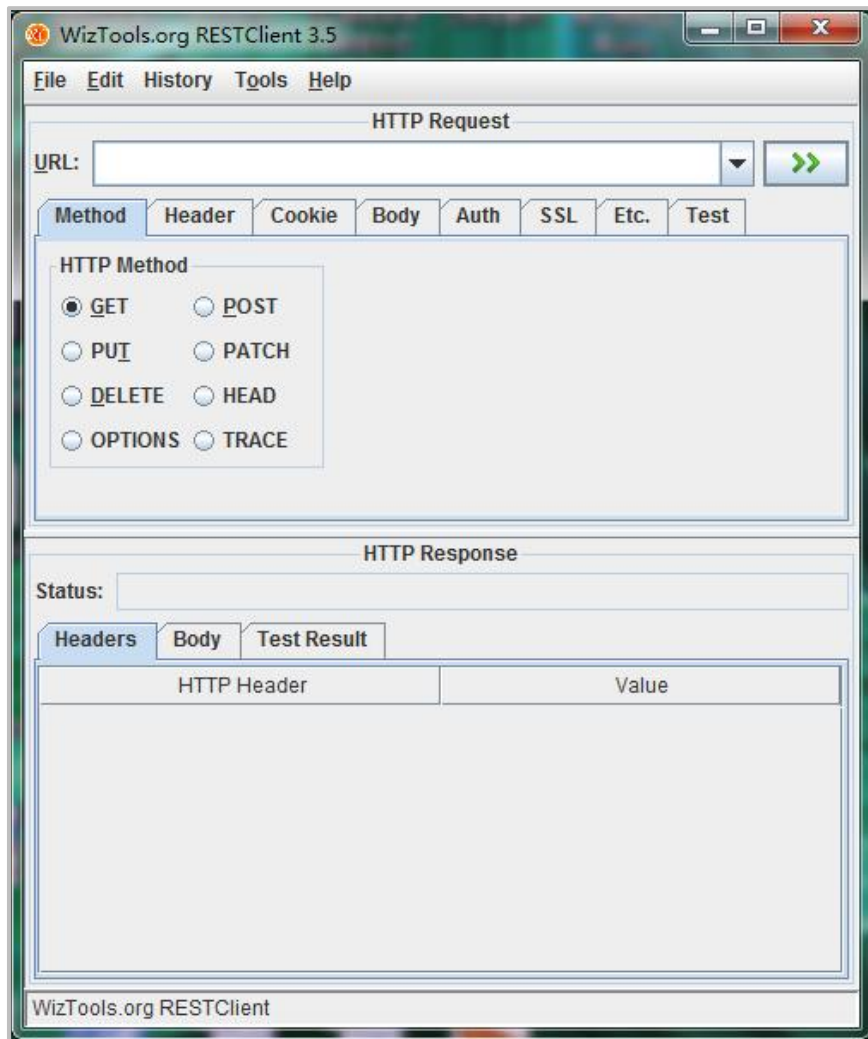 WizTools.org RESTClient 3.5
File Edit History Tools Help
HTTP Request
URL:
Method Header Cookie Body Auth SSL Etc. Test
HTTP Method
GET POST
PUT PATCH
DELETE HEAD
OPTIONS TRACE
HTTP Response
Status:
Headers Body Test Result
HTTP Header Value
WizTools.org RESTClient